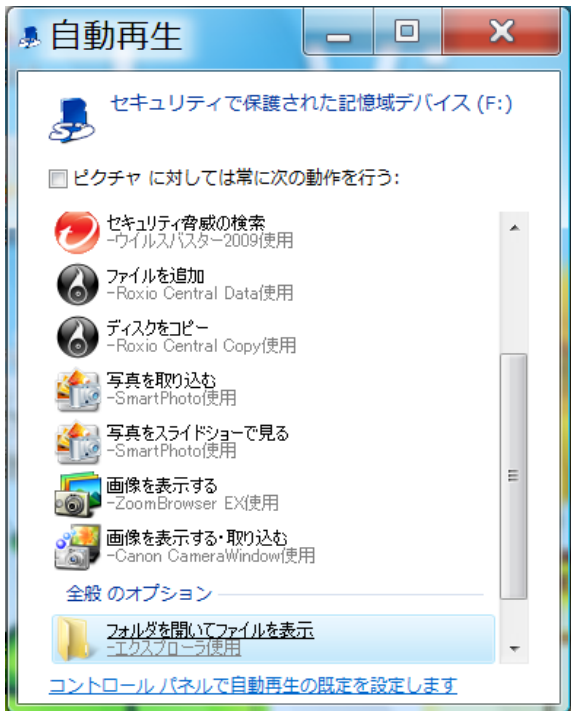 自動再生
セキュリティで保護された記憶域デバイス (F:)
ピクチャ に対しては常に次の動作を行う:
セキュリティ脅威の検索
-ウイルスバスター2009使用
ファイルを追加
-Roxio Central Data使用
ディスクをコピー
-Roxio Central Copy使用
写真を取り込む
-SmartPhoto使用
写真をスライドショーで見る
-SmartPhoto使用
画像を表示する
-ZoomBrowser EX使用
画像を表示する・取り込む
-Canon CameraWindow使用
全般 のオプション
フォルダを開いてファイルを表示
-エクスプローラ使用
コントロール パネルで自動再生の既定を設定します